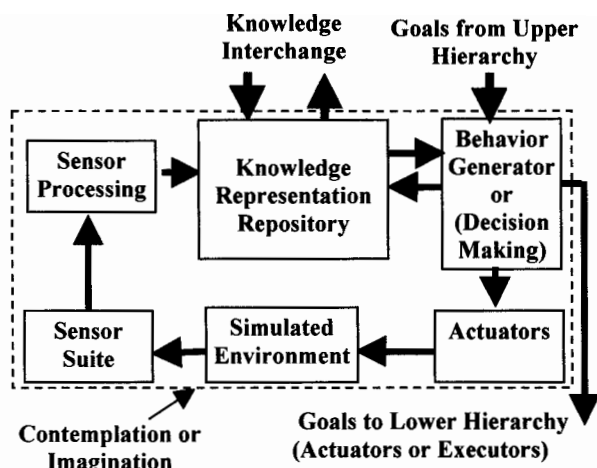 Knowledge
Interchange
Goals from Upper
Hierarchy
Sensor
Processing
Knowledge
Representation
Repository
Behavior
Generator
or
(Decision
Making)
Sensor
Suite
Simulated
Environment
Actuators
Contemplation or
Imagination
Goals to Lower Hierarchy
(Actuators or Executors)